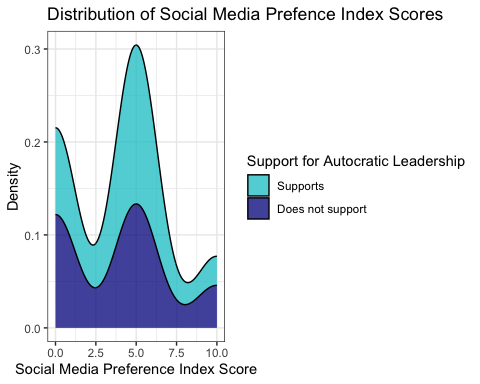 Distribution of Social Media Prefence Index Scores
0.3
0.2
0.1
0.0
Density
0.0 2.5 5.0 7.5 10.0
Social Media Preference Index Score
Support for Autocratic Leadership
Supports
Does not support